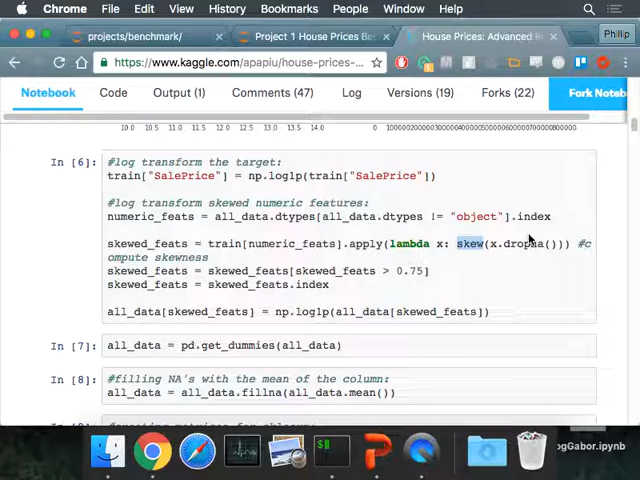 Chrome File Edit View History Bookmarks People Window Help
projects/benchmark/ Project 1 House Prices House Prices: Advanced Philip
https://www.kaggle.com/apapiu/house-prices-...
Notebook Code Output (1) Comments (47) Log Versions (19) Forks (22) Fork Noteb
10.0 10.5 11.0 11.5 12.0 12.5 13.0 13.5 14.0
In [6]: #log transform the target:
train["SalePrice"] = np.log1p(train["SalePrice"])
#log transform skewed numeric features:
numeric_feats = all_data.dtypes[all_data.dtypes != "object"].index
skewed_feats = train[numeric_feats].apply(lambda x: skew(x.dropna())) #c
ompute skewness
skewed_feats = skewed_feats[skewed_feats > 0.75]
skewed_feats = skewed_feats.index
all_data[skewed_feats] = np.log1p(all_data[skewed_feats])
In [7]: all_data = pd.get_dummies(all_data)
In [8]: #filling NA's with the mean of the column:
all_data = all_data.fillna(all_data.mean())
ogGabor.ipynb